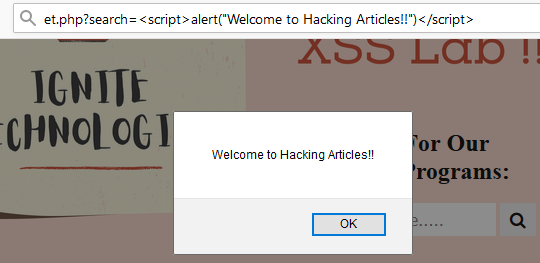 et.php?search=<script>alert("Welcome to Hacking Articles!!")</script>
XSS Lab !!
IGNITE
ECHNOLOGI
Welcome to Hacking Articles!!
For Our
Programs:
OK